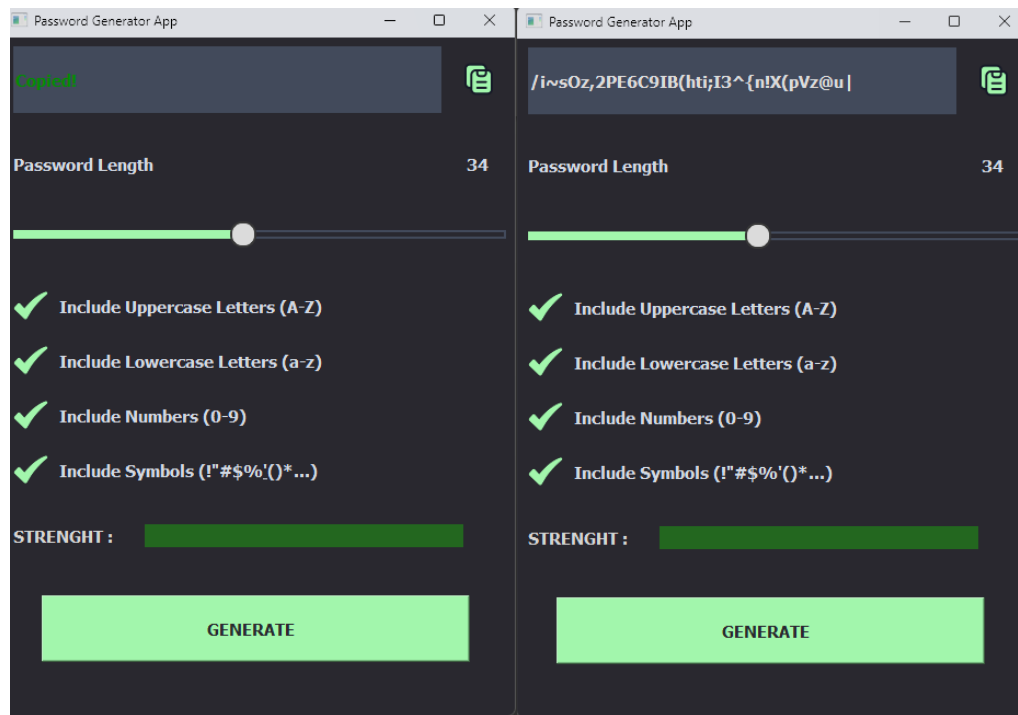 Password Generator App
Copied!
Password Length 34
Include Uppercase Letters (A-Z)
Include Lowercase Letters (a-z)
Include Numbers (0-9)
Include Symbols (!"#$%'()*...)
STRENGHT :
GENERATE
Password Generator App
/i~sOz,2PE6C9IB(hti;I3^{n!X(pVz@u|
Password Length 34
Include Uppercase Letters (A-Z)
Include Lowercase Letters (a-z)
Include Numbers (0-9)
Include Symbols (!"#$%'()*...)
STRENGHT :
GENERATE